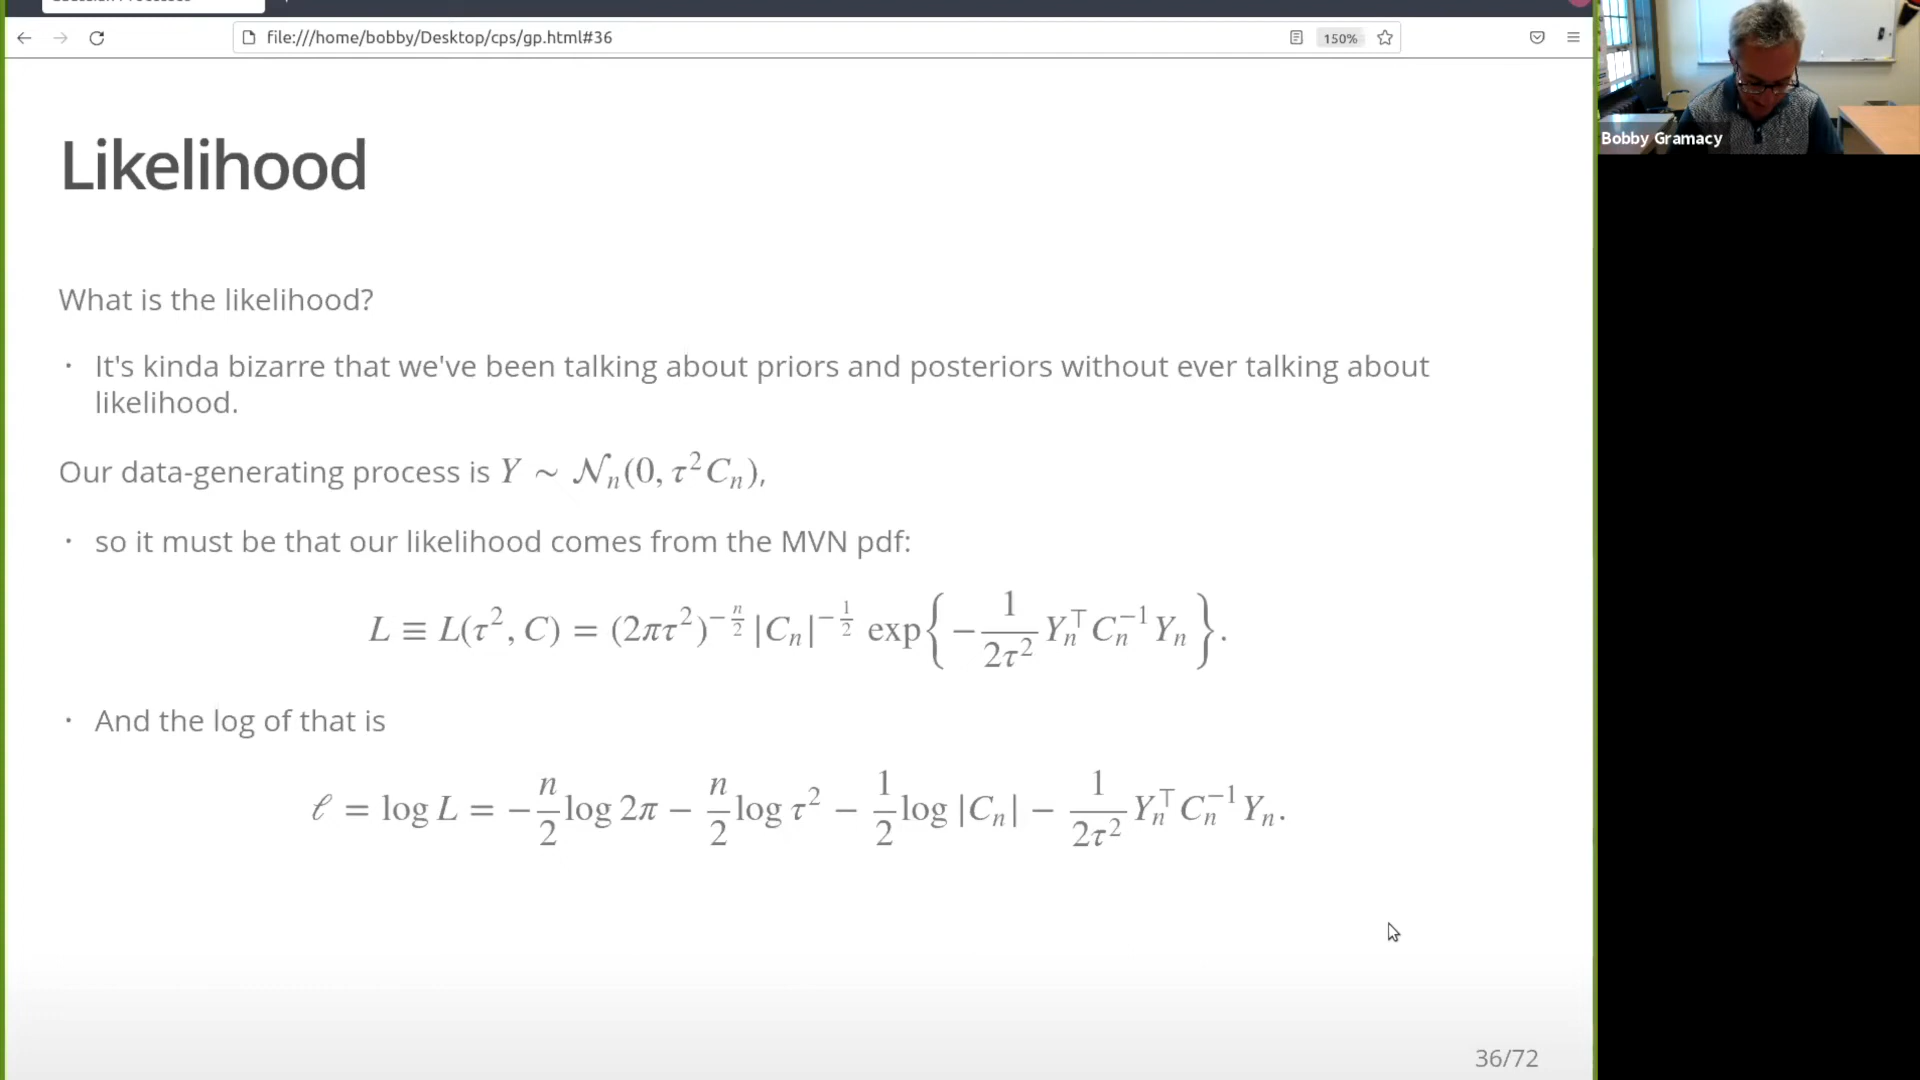 file:///home/bobby/Desktop/cps/gp.html#36
150%
Bobby Gramacy
Likelihood
What is the likelihood?
· It's kinda bizarre that we've been talking about priors and posteriors without ever talking about
likelihood.
Our data-generating process is Y ∼ 𝒩ₙ(0, τ²Cₙ),
· so it must be that our likelihood comes from the MVN pdf:
L ≡ L(τ², C) = (2πτ²)^{-n/2} |Cₙ|^{-1/2} exp{ -1/(2τ²) Yₙ^⊤ Cₙ^{-1} Yₙ }.
· And the log of that is
ℓ = log L = -n/2 log 2π - n/2 log τ² - 1/2 log |Cₙ| - 1/(2τ²) Yₙ^⊤ Cₙ^{-1} Yₙ.
36/72